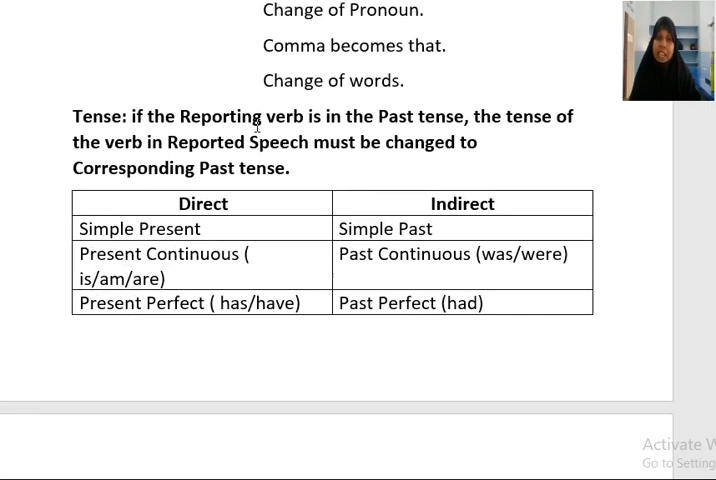 Change of Pronoun.
Comma becomes that.
Change of words.
Tense: if the Reporting verb is in the Past tense, the tense of
the verb in Reported Speech must be changed to
Corresponding Past tense.
Direct
Indirect
Simple Present
Simple Past
Present Continuous (
is/am/are)
Past Continuous (was/were)
Present Perfect ( has/have)
Past Perfect (had)
Activate W
Go to Setting